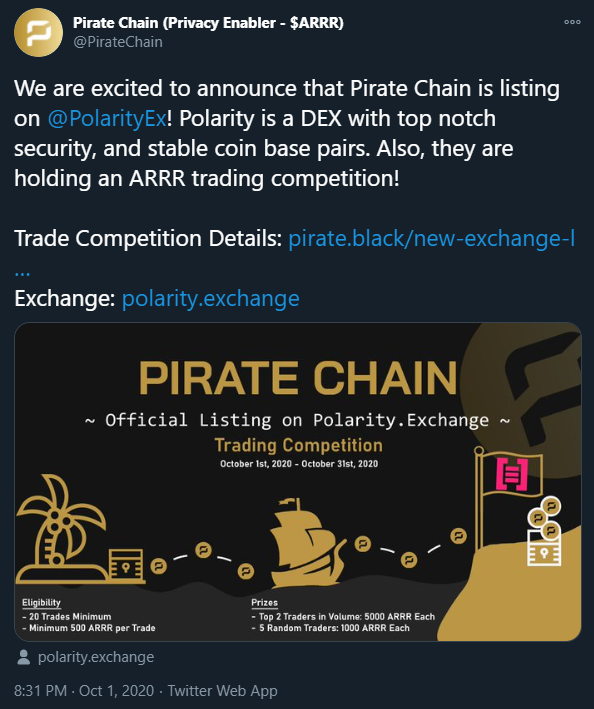 Pirate Chain (Privacy Enabler - $ARRR)
@PirateChain
We are excited to announce that Pirate Chain is listing
on @PolarityEx! Polarity is a DEX with top notch
security, and stable coin base pairs. Also, they are
holding an ARRR trading competition!
Trade Competition Details: pirate.black/new-exchange-l
...
Exchange: polarity.exchange
PIRATE CHAIN
~ Official Listing on Polarity.Exchange ~
Trading Competition
October 1st, 2020 - October 31st, 2020
Eligibility
- 20 Trades Minimum
- Minimum 500 ARRR per Trade
Prizes
- Top 2 Traders in Volume: 5000 ARRR Each
- 5 Random Traders: 1000 ARRR Each
polarity.exchange
8:31 PM · Oct 1, 2020 · Twitter Web App